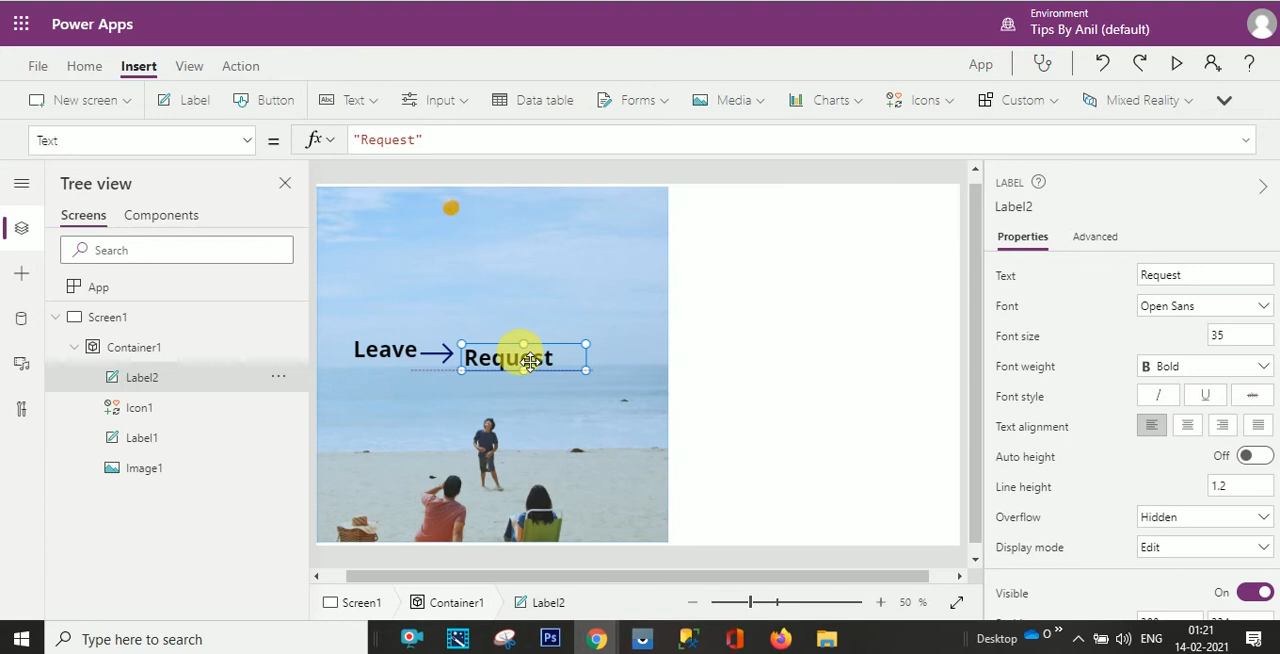 Power Apps
Environment
Tips By Anil (default)
File Home Insert View Action App
New screen Label Button Text Input Data table Forms Media Charts Icons Custom Mixed Reality
Text = fx "Request"
Tree view
Screens Components
Search
App
Screen1
Container1
Label2 ...
Icon1
Label1
Image1
Leave
Request
Screen1 Container1 Label2 50 %
LABEL
Label2
Properties Advanced
Text Request
Font Open Sans
Font size 35
Font weight B Bold
Font style / U abc
Text alignment
Auto height Off
Line height 1.2
Overflow Hidden
Display mode Edit
Visible On
Type here to search
Ps
Desktop ENG 01:21
14-02-2021